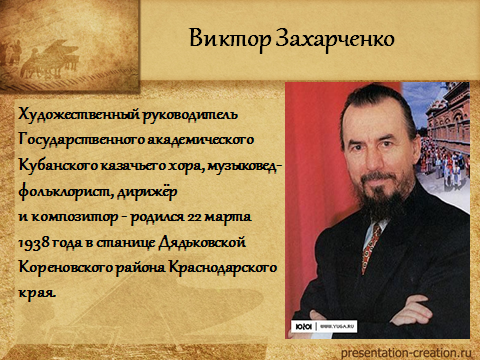 Виктор Захарченко
Художественный руководитель
Государственного академического
Кубанского казачьего хора, музыковед-
фольклорист, дирижёр
и композитор - родился 22 марта
1938 года в станице Дядьковской
Кореновского района Краснодарского
края.
WWW.YUGA.RU
presentation-creation.ru